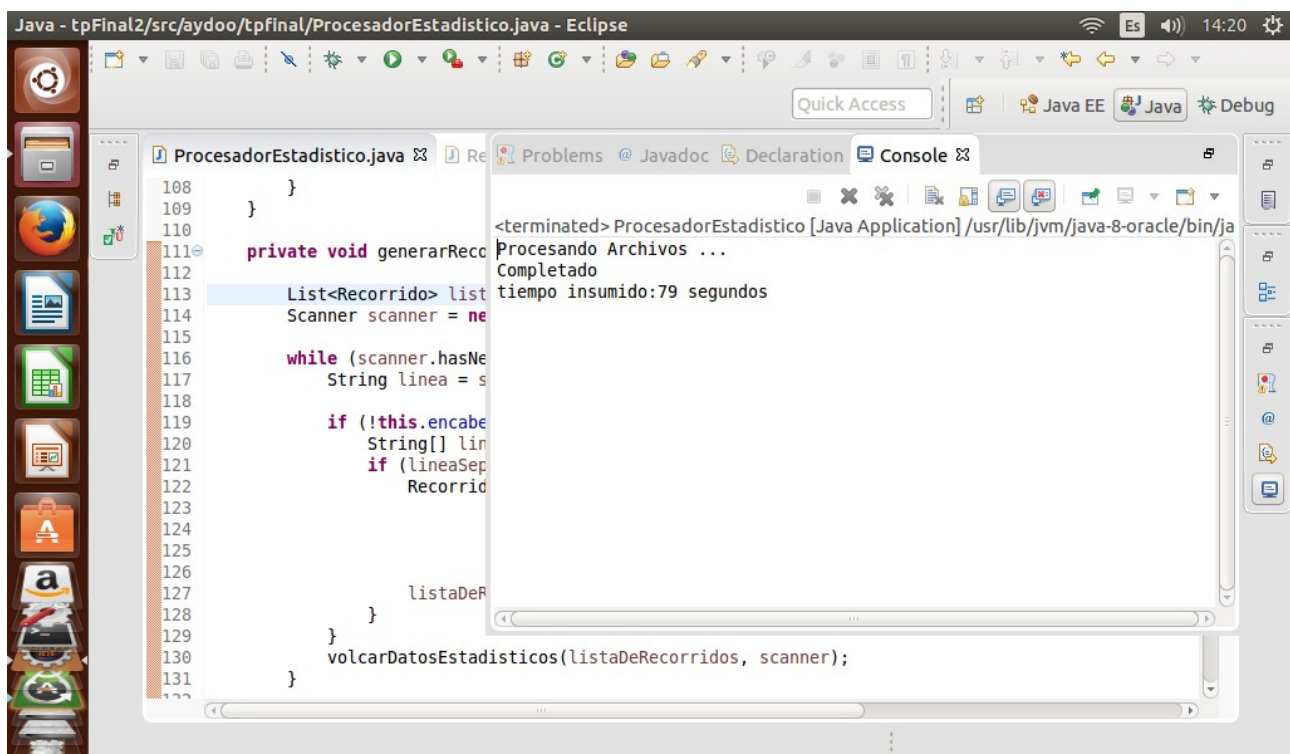 Java - tpFinal2/src/aydoo/tpfinal/ProcesadorEstadistico.java - Eclipse
Es 14:20
Quick Access
Java EE Java Debug
ProcesadorEstadistico.java Re
Problems @ Javadoc Declaration Console
<terminated> ProcesadorEstadistico [Java Application] /usr/lib/jvm/java-8-oracle/bin/ja
Procesando Archivos ...
Completado
tiempo insumido:79 segundos
108 }
109 }
110
111 private void generarReco
112
113 List<Recorrido> list
114 Scanner scanner = ne
115
116 while (scanner.hasNe
117 String linea = s
118
119 if (!this.encabe
120 String[] lin
121 if (lineaSep
122 Recorrid
123
124
125
126
127 listaDeR
128 }
129 }
130 volcarDatosEstadisticos(listaDeRecorridos, scanner);
131 }